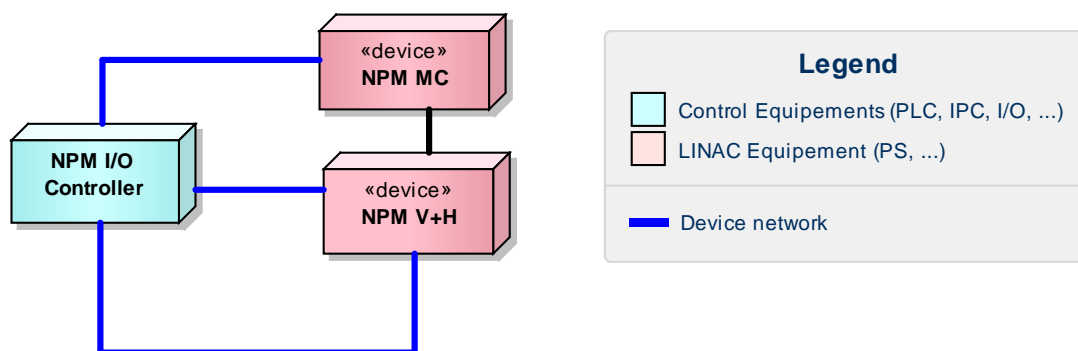 «device»
NPM MC
NPM I/O
Controller
«device»
NPM V+H
Legend
Control Equipements (PLC, IPC, I/O, ...)
LINAC Equipement (PS, ...)
Device network